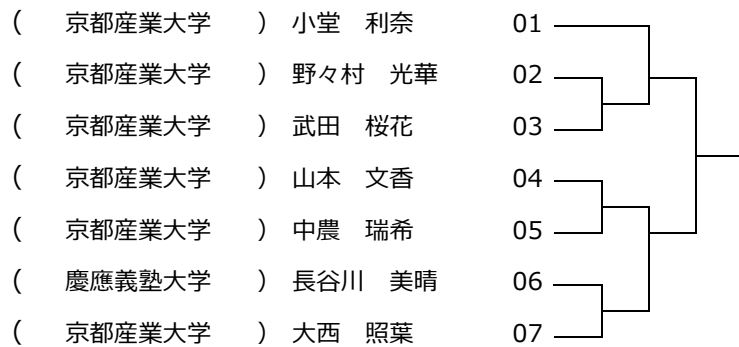 ( 京都産業大学 ) 小堂 利奈 01
( 京都産業大学 ) 野々村 光華 02
( 京都産業大学 ) 武田 桜花 03
( 京都産業大学 ) 山本 文香 04
( 京都産業大学 ) 中農 瑞希 05
( 慶應義塾大学 ) 長谷川 美晴 06
( 京都産業大学 ) 大西 照葉 07